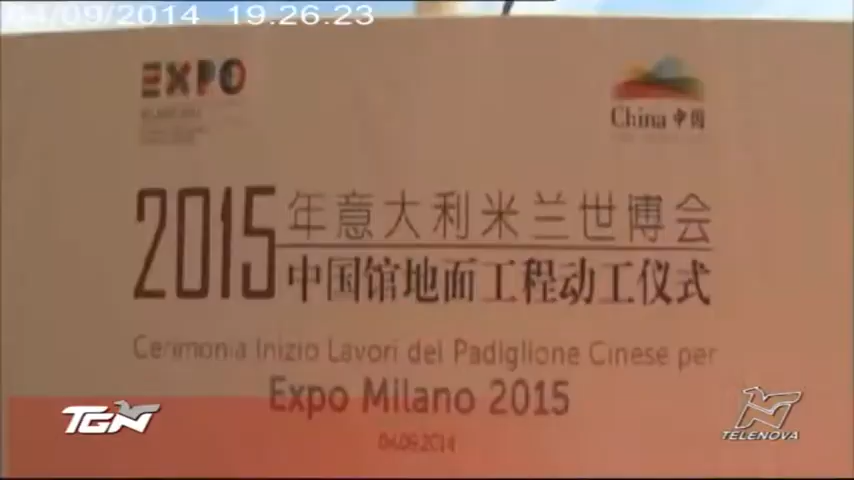 04/09/2014 19.26.23
EXPO
China 中国
2015年意大利米兰世博会
中国馆地面工程动工仪式
Cerimonia Inizio Lavori del Padiglione Cinese per
Expo Milano 2015
04.09.2014
TGN
TELENOVA